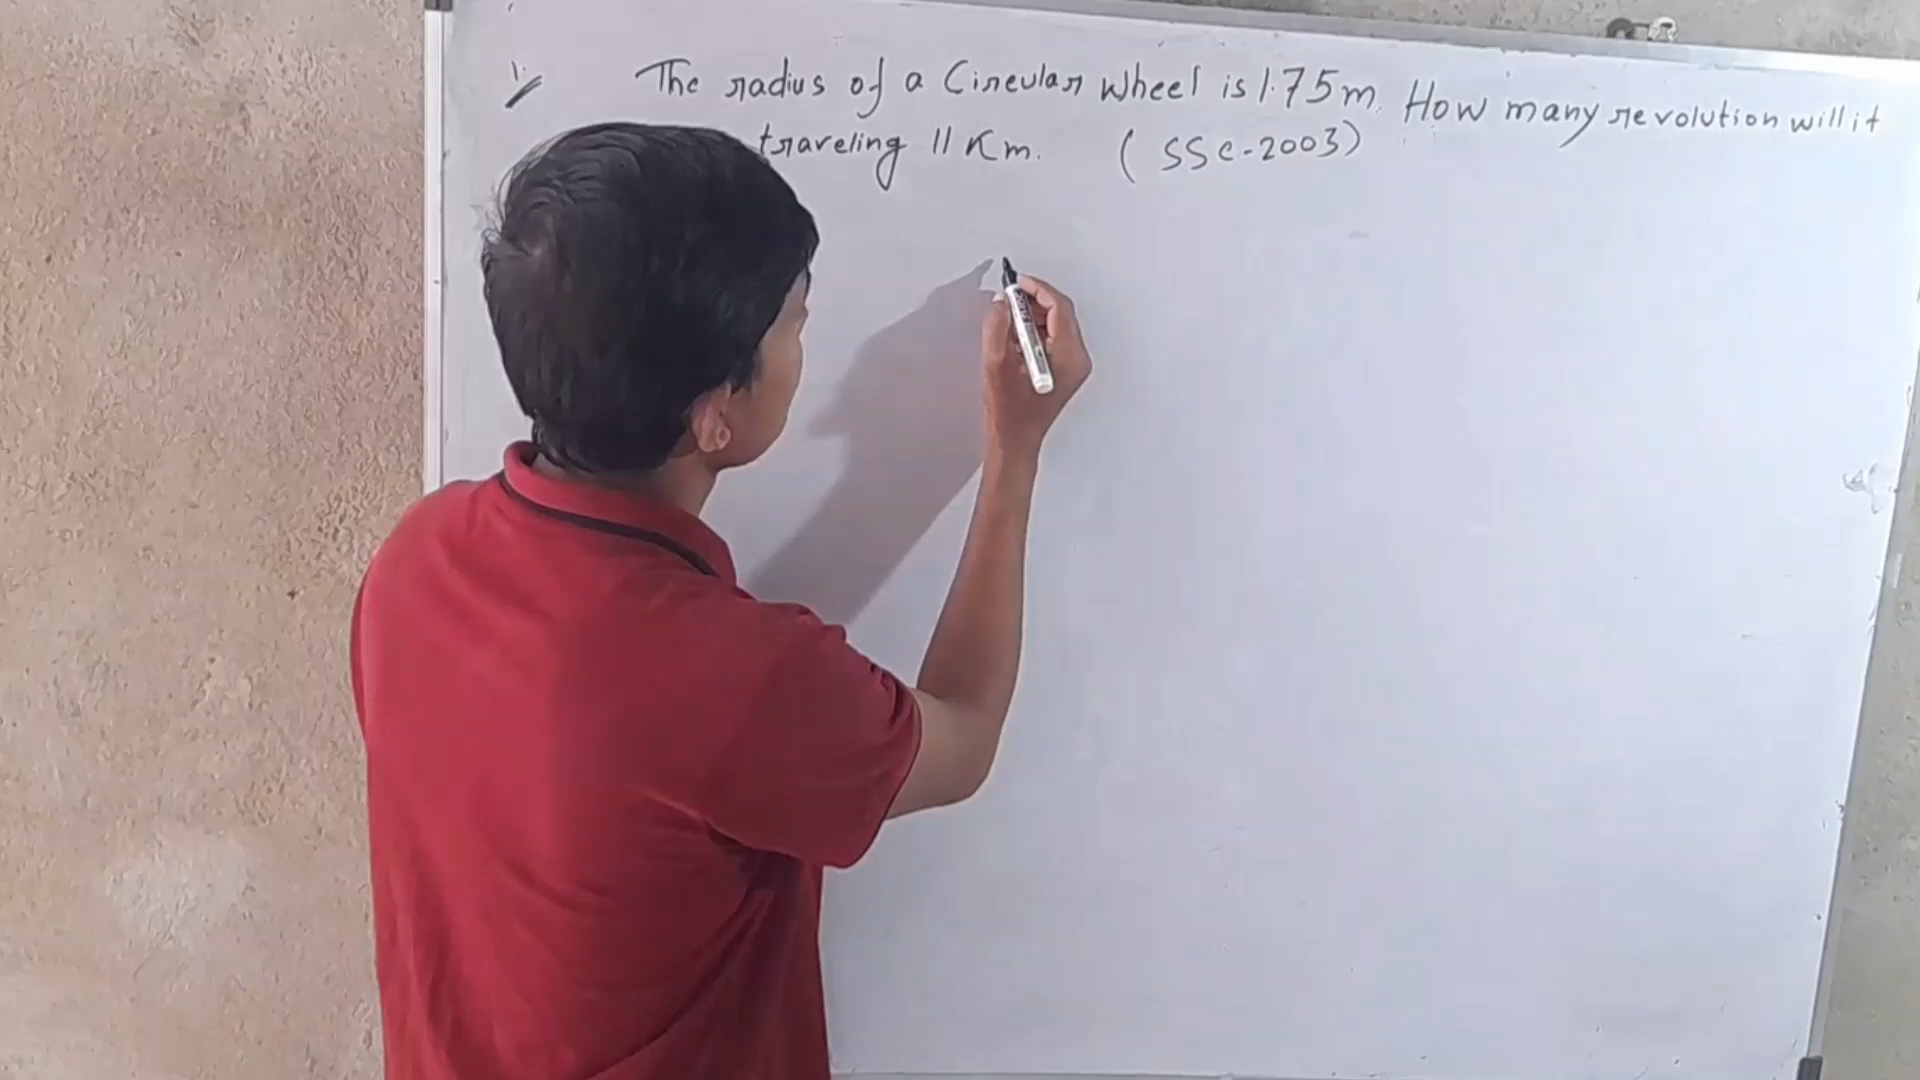 1. The radius of a Circular wheel is 1.75m. How many revolution will it
traveling 11 Km. (SSC-2003)